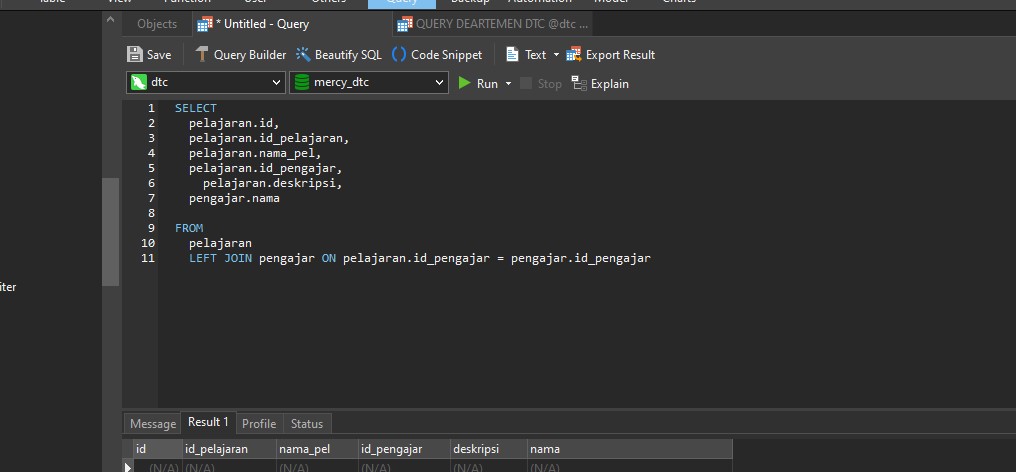 Table View Function User Others Query Backup Automation Model Charts
Objects * Untitled - Query QUERY DEARTEMEN DTC @dtc ...
Save Query Builder Beautify SQL () Code Snippet Text Export Result
dtc mercy_dtc Run Stop Explain
1 SELECT
2 pelajaran.id,
3 pelajaran.id_pelajaran,
4 pelajaran.nama_pel,
5 pelajaran.id_pengajar,
6 pelajaran.deskripsi,
7 pengajar.nama
8
9 FROM
10 pelajaran
11 LEFT JOIN pengajar ON pelajaran.id_pengajar = pengajar.id_pengajar
iter
Message Result 1 Profile Status
id id_pelajaran nama_pel id_pengajar deskripsi nama
(N/A) (N/A) (N/A) (N/A) (N/A) (N/A)